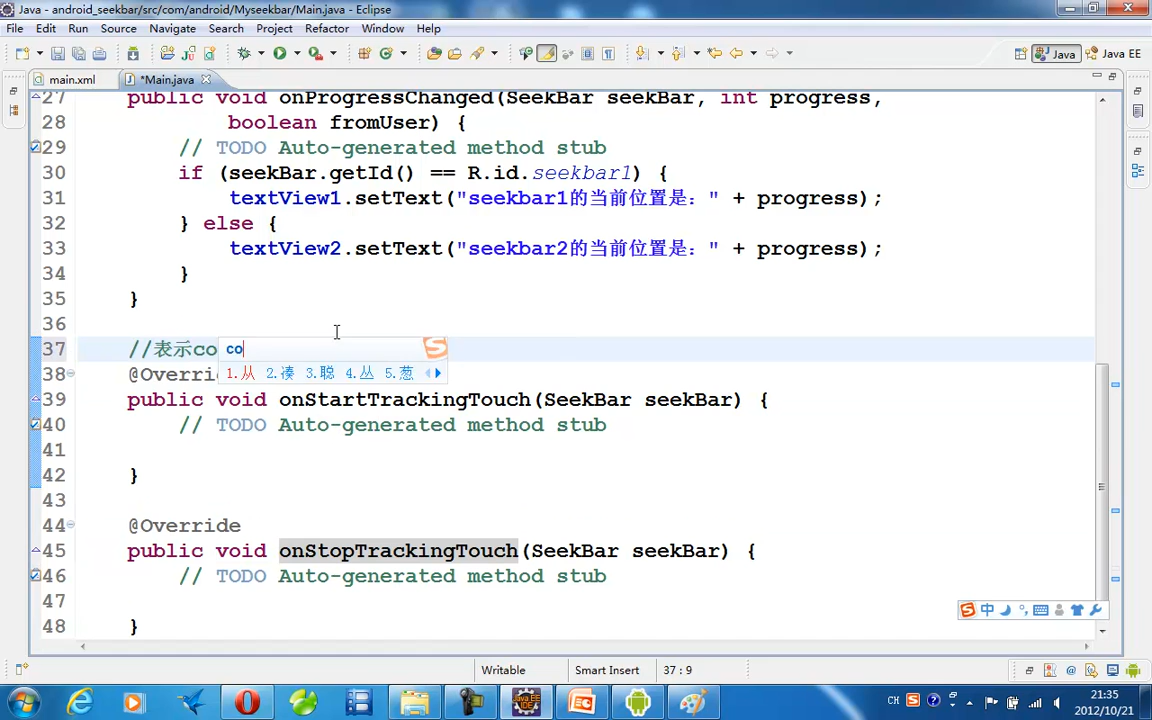 Java - android_seekbar/src/com/android/Myseekbar/Main.java - Eclipse
File Edit Run Source Navigate Search Project Refactor Window Help
Java Java EE
main.xml *Main.java
27 public void onProgressChanged(SeekBar seekBar, int progress,
28 boolean fromUser) {
29 // TODO Auto-generated method stub
30 if (seekBar.getId() == R.id.seekbar1) {
31 textView1.setText("seekbar1的当前位置是：" + progress);
32 } else {
33 textView2.setText("seekbar2的当前位置是：" + progress);
34 }
35 }
36
37 //表示co co
1.从 2.凑 3.聪 4.丛 5.葱
38 @Overri
39 public void onStartTrackingTouch(SeekBar seekBar) {
40 // TODO Auto-generated method stub
41
42 }
43
44 @Override
45 public void onStopTrackingTouch(SeekBar seekBar) {
46 // TODO Auto-generated method stub
47
48 }
中
Writable Smart Insert 37 : 9
CH 21:35
2012/10/21